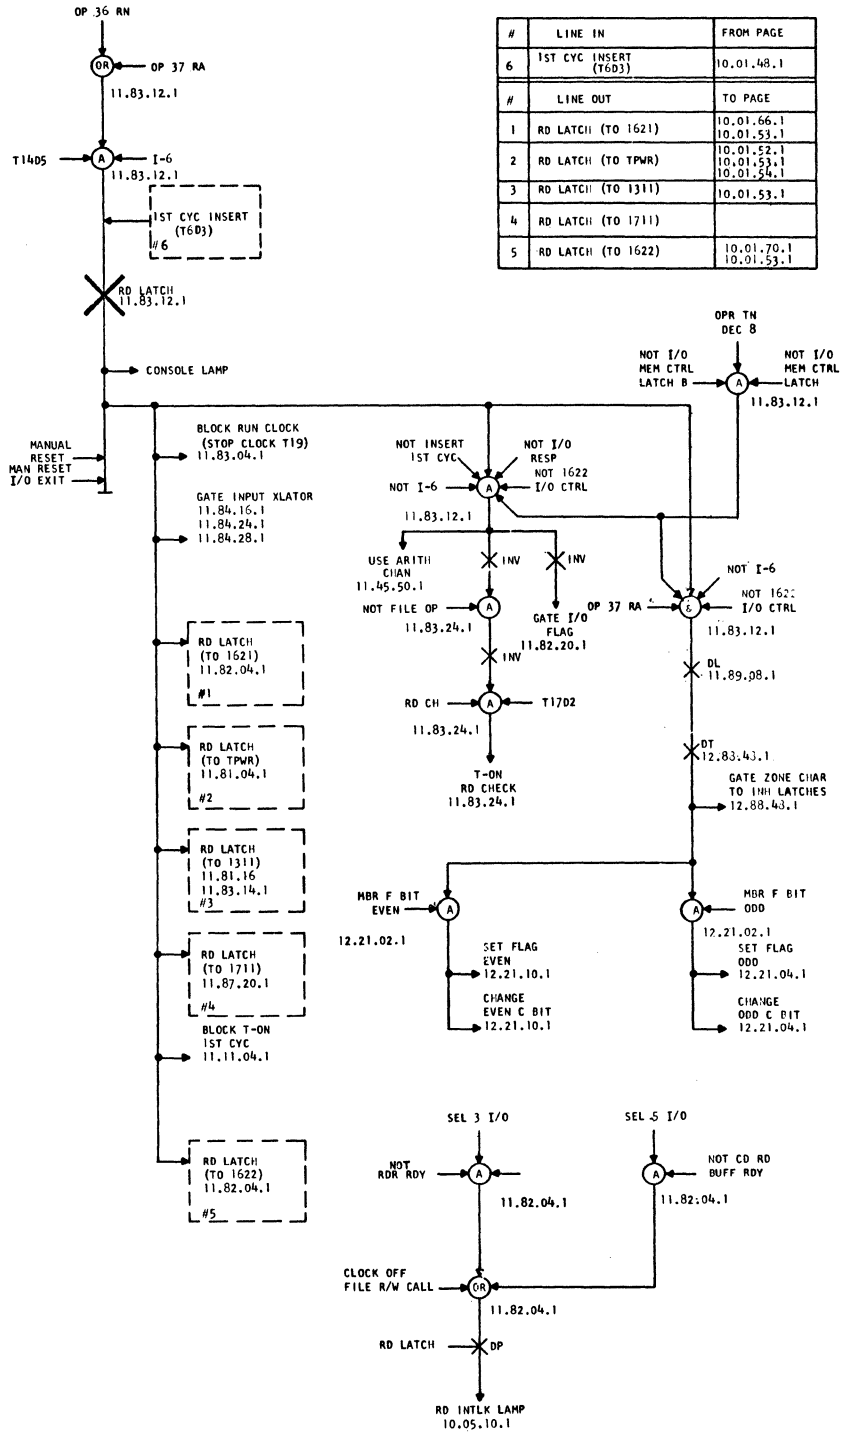 OP 36 RN
OR
OP 37 RA
11.83.12.1
T14D5
A
I-6
11.83.12.1
1ST CYC INSERT
(T6D3)
#6
RD LATCH
11.83.12.1
CONSOLE LAMP
MANUAL
RESET
MAN RESET
I/O EXIT
# LINE IN FROM PAGE
6 1ST CYC INSERT (T6D3) 10.01.48.1
# LINE OUT TO PAGE
1 RD LATCH (TO 1621) 10.01.66.1
10.01.53.1
2 RD LATCH (TO TPWR) 10.01.52.1
10.01.53.1
10.01.54.1
3 RD LATCH (TO 1311) 10.01.53.1
4 RD LATCH (TO 1711)
5 RD LATCH (TO 1622) 10.01.70.1
10.01.53.1
OPR TN
DEC 8
NOT I/O
MEM CTRL
LATCH B
A
NOT I/O
MEM CTRL
LATCH
11.83.12.1
BLOCK RUN CLOCK
(STOP CLOCK T19)
11.83.04.1
GATE INPUT XLATOR
11.84.16.1
11.84.24.1
11.84.28.1
RD LATCH
(TO 1621)
11.82.04.1
#1
RD LATCH
(TO TPWR)
11.81.04.1
#2
RD LATCH
(TO 1311)
11.81.16
11.83.14.1
#3
RD LATCH
(TO 1711)
11.87.20.1
#4
BLOCK T-ON
1ST CYC
11.11.04.1
RD LATCH
(TO 1622)
11.82.04.1
#5
NOT INSERT
1ST CYC
NOT I/O
RESP
NOT 1622
I/O CTRL
NOT I-6
A
11.83.12.1
USE ARITH
CHAN
11.45.50.1
INV
INV
NOT FILE OP
A
11.83.24.1
GATE I/O
FLAG
11.82.20.1
INV
RD CH
A
T17D2
11.83.24.1
T-ON
RD CHECK
11.83.24.1
NOT I-6
NOT 1622
I/O CTRL
OP 37 RA
&
11.83.12.1
DL
11.89.08.1
DT
12.88.48.1
GATE ZONE CHAR
TO INH LATCHES
12.88.48.1
MBR F BIT
EVEN
A
12.21.02.1
SET FLAG
EVEN
12.21.10.1
CHANGE
EVEN C BIT
12.21.10.1
MBR F BIT
ODD
A
12.21.02.1
SET FLAG
ODD
12.21.04.1
CHANGE
ODD C BIT
12.21.04.1
SEL 3 I/O
NOT
RDR RDY
A
11.82.04.1
SEL 5 I/O
A
NOT CD RD
BUFF RDY
11.82.04.1
CLOCK OFF
FILE R/W CALL
OR
11.82.04.1
RD LATCH
DP
RD INTLK LAMP
10.05.10.1